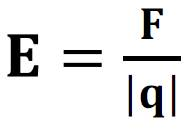 E = F / |q|